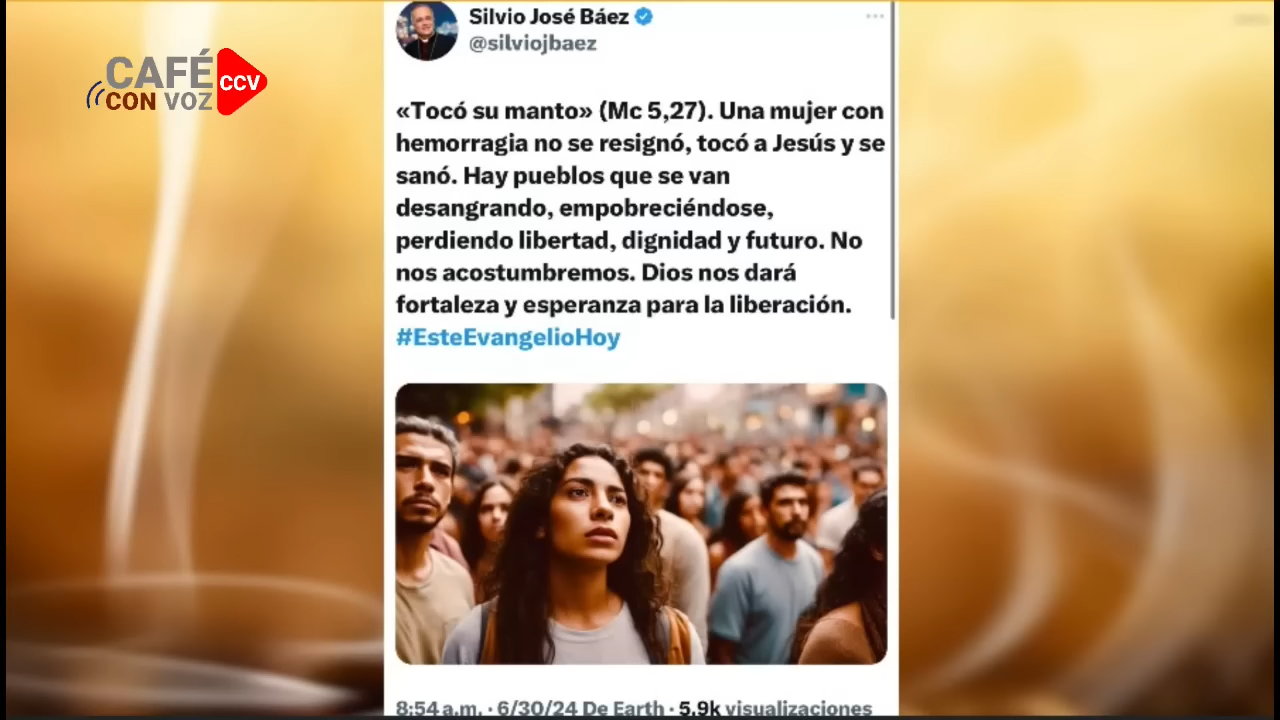 CAFÉ
CON VOZ
CCV
Silvio José Báez
@silviojbaez
«Tocó su manto» (Mc 5,27). Una mujer con
hemorragia no se resignó, tocó a Jesús y se
sanó. Hay pueblos que se van
desangrando, empobreciéndose,
perdiendo libertad, dignidad y futuro. No
nos acostumbremos. Dios nos dará
fortaleza y esperanza para la liberación.
#EsteEvangelioHoy
8:54 a.m. · 6/30/24 De Earth · 5.9k visualizaciones